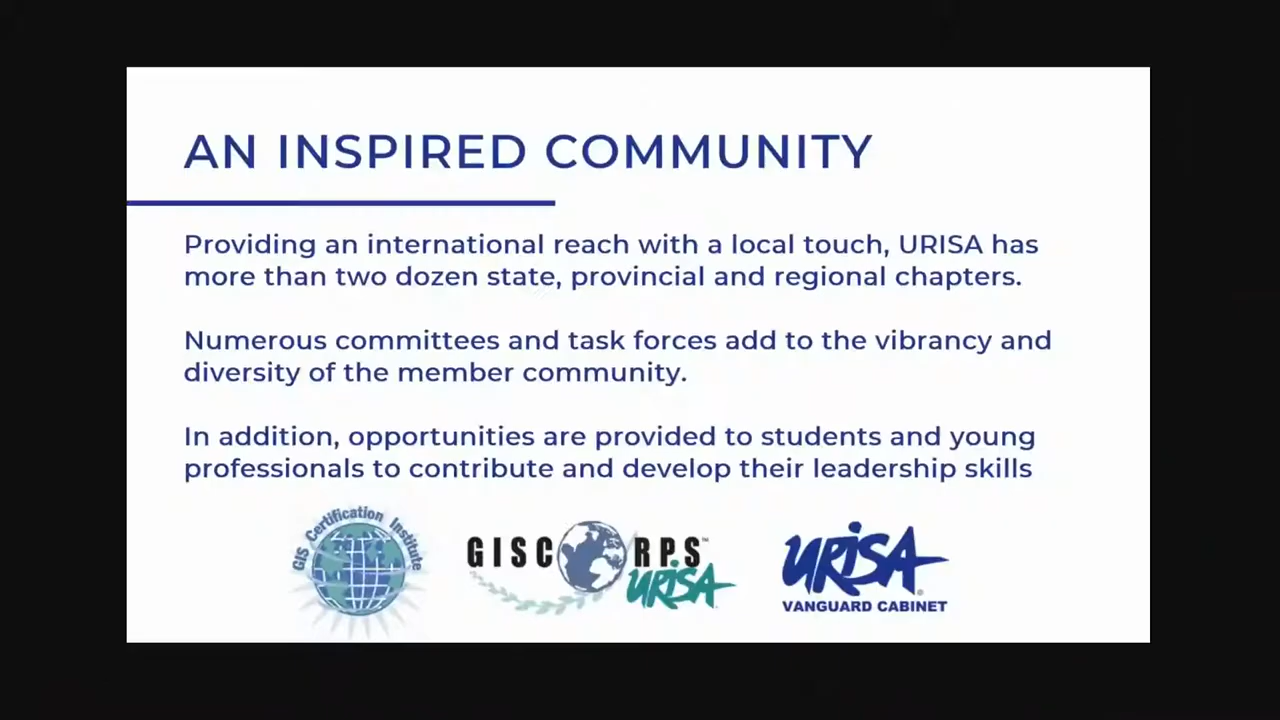 AN INSPIRED COMMUNITY
Providing an international reach with a local touch, URISA has
more than two dozen state, provincial and regional chapters.
Numerous committees and task forces add to the vibrancy and
diversity of the member community.
In addition, opportunities are provided to students and young
professionals to contribute and develop their leadership skills
GIS Certification Institute
GISCORPS™
URISA
URISA®
VANGUARD CABINET